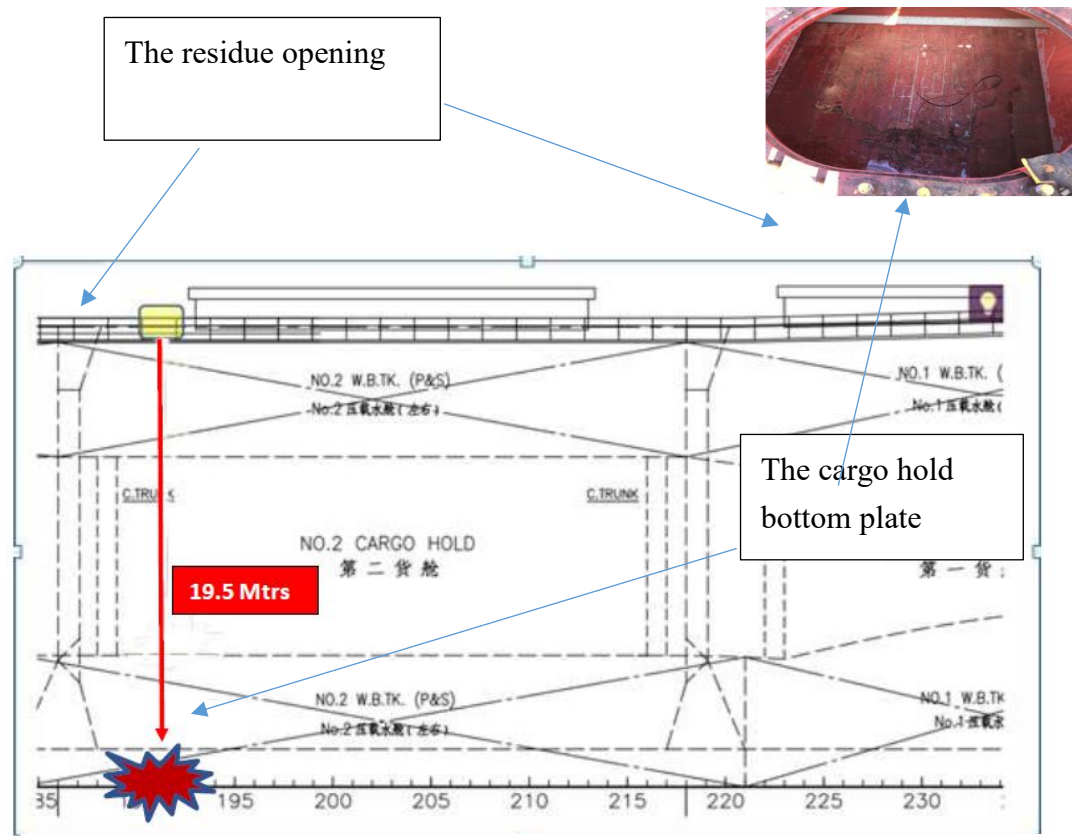 The residue opening
NO.2 W.B.TK. (P&S)
No.2 压载水舱(左右)
NO.1 W.B.TK. (
No.1 压载水舱(
The cargo hold
bottom plate
C.TRUNK
C.TRUNK
NO.2 CARGO HOLD
第二货舱
第一货
19.5 Mtrs
NO.2 W.B.TK. (P&S)
No.2 压载水舱(左右)
NO.1 W.B.TK
No.1 压载水
35
195
200
205
210
215
220
225
230